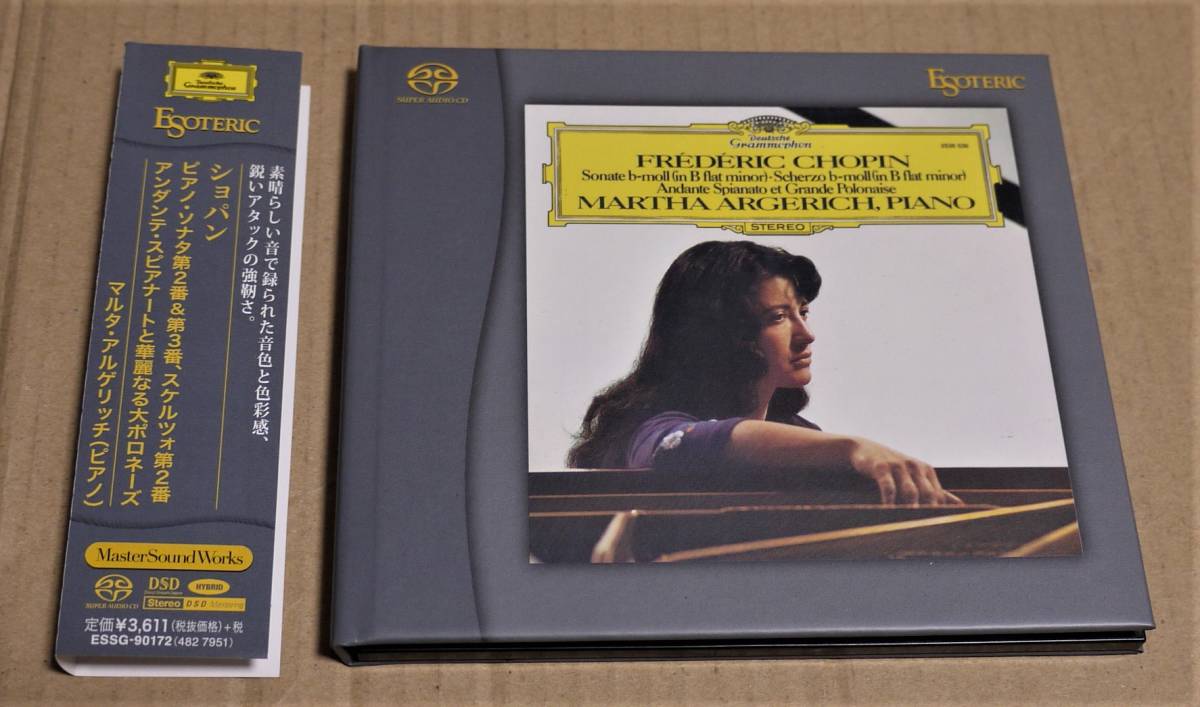 Deutsche
Grammophon
ESOTERIC
素晴らしい音で録られた音色と色彩感、
鋭いアタックの強靭さ。
ショパン
ピアノ・ソナタ第2番&第3番、スケルツォ第2番
アンダンテ・スピアナートと華麗なる大ポロネーズ
マルタ・アルゲリッチ(ピアノ)
MasterSoundWorks
SUPER AUDIO CD
DSD
Direct Stream Digital
HYBRID
Stereo DSD Mastering
定価¥3,611(税抜価格)+税
ESSG-90172(482 7951)
SUPER AUDIO CD
ESOTERIC
Deutsche
Grammophon
2530 530
FRÉDÉRIC CHOPIN
Sonate b-moll (in B flat minor)·Scherzo b-moll (in B flat minor)
Andante Spianato et Grande Polonaise
MARTHA ARGERICH, PIANO
STEREO